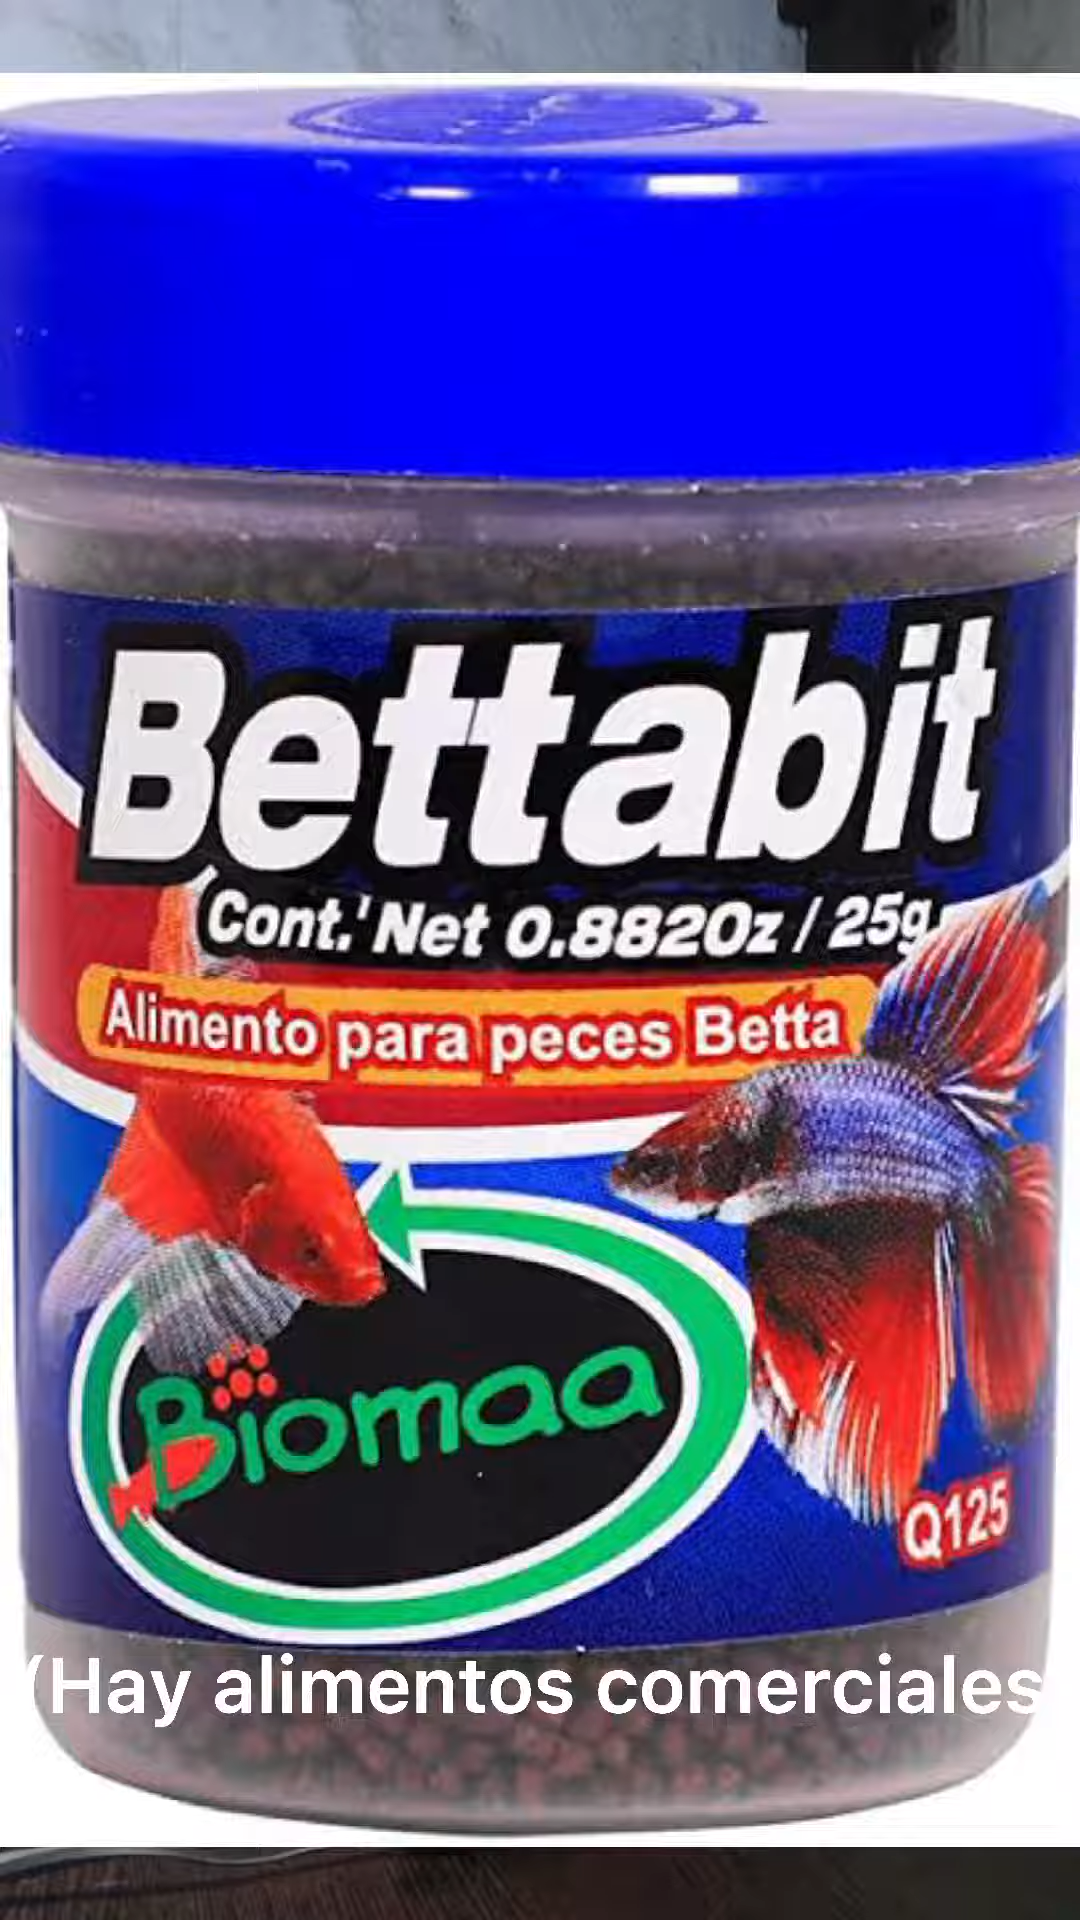 Bettabit
Cont. Net 0.882Oz / 25g.
Alimento para peces Betta
Biomaa
Q125
(Hay alimentos comerciales